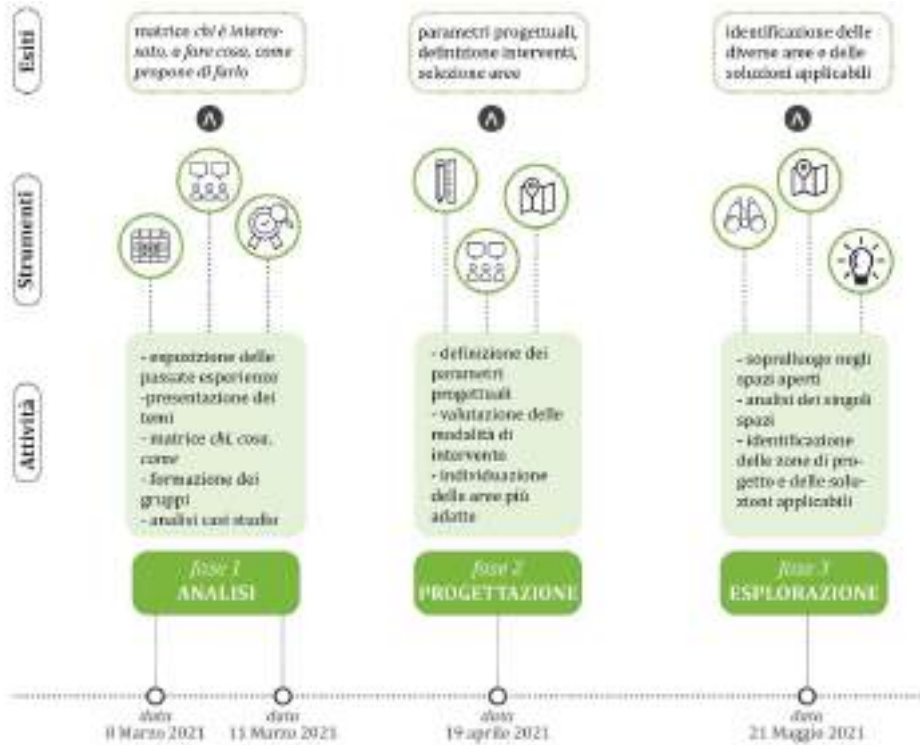 Esiti
matrice chi è interes-
sato, a fare cosa, come
propone di farlo
parametri progettuali,
definizione interventi,
selezione aree
identificazione delle
diverse aree e delle
soluzioni applicabili
Strumenti
Attività
- esposizione delle
passate esperienze
-presentazione dei
temi
- matrice chi, cosa,
come
- formazione dei
gruppi
- analisi casi studio
- definizione dei
parametri
progettuali
- valutazione delle
modalità di
intervento
- individuazione
delle aree più
adatte
- sopralluogo negli
spazi aperti
- analisi dei singoli
spazi
- identificazione
delle zone di pro-
getto e delle solu-
zioni applicabili
fase 1
ANALISI
fase 2
PROGETTAZIONE
fase 3
ESPLORAZIONE
data
8 Marzo 2021
data
Marzo 2021
data
19 aprile 2021
data
21 Maggio 2021